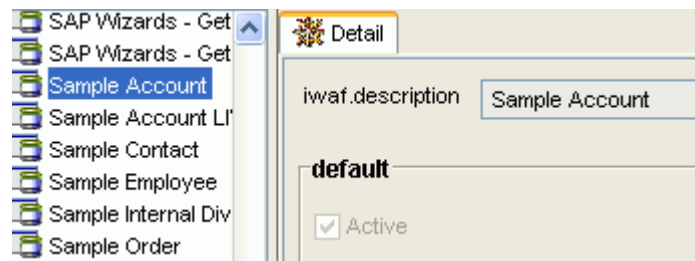 SAP Wizards - Get
SAP Wizards - Get
Sample Account
Sample Account LI'
Sample Contact
Sample Employee
Sample Internal Div
Sample Order
Detail
iwaf.description
Sample Account
default
Active